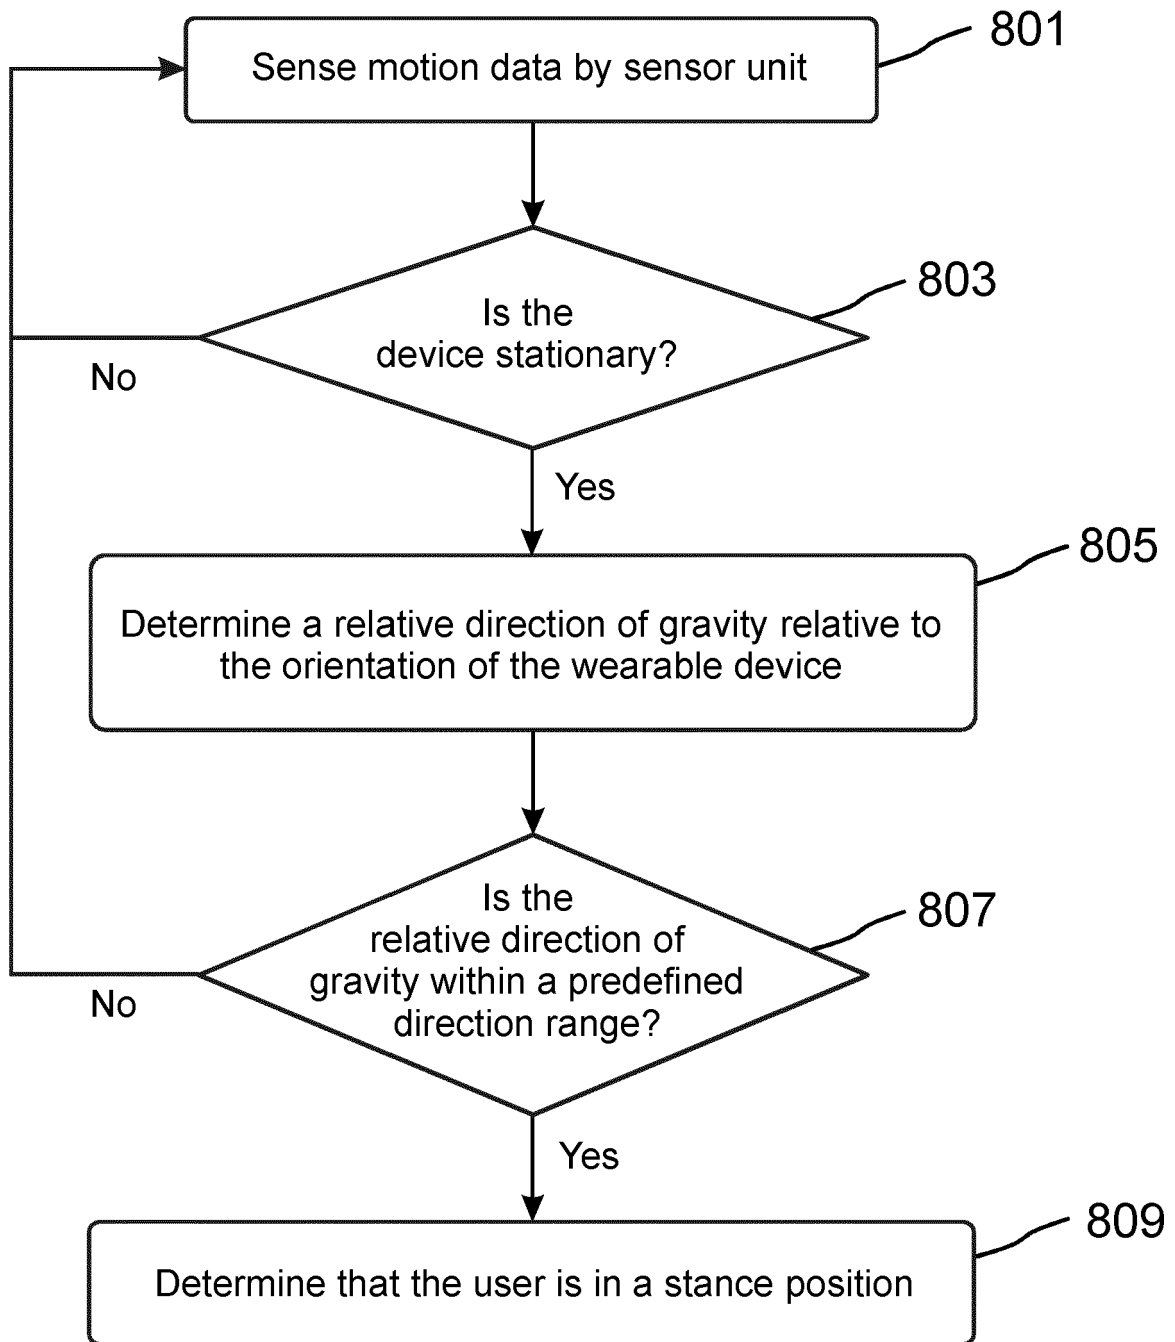 801
Sense motion data by sensor unit
803
Is the
device stationary?
No
Yes
805
Determine a relative direction of gravity relative to
the orientation of the wearable device
807
Is the
relative direction of
gravity within a predefined
direction range?
No
Yes
809
Determine that the user is in a stance position